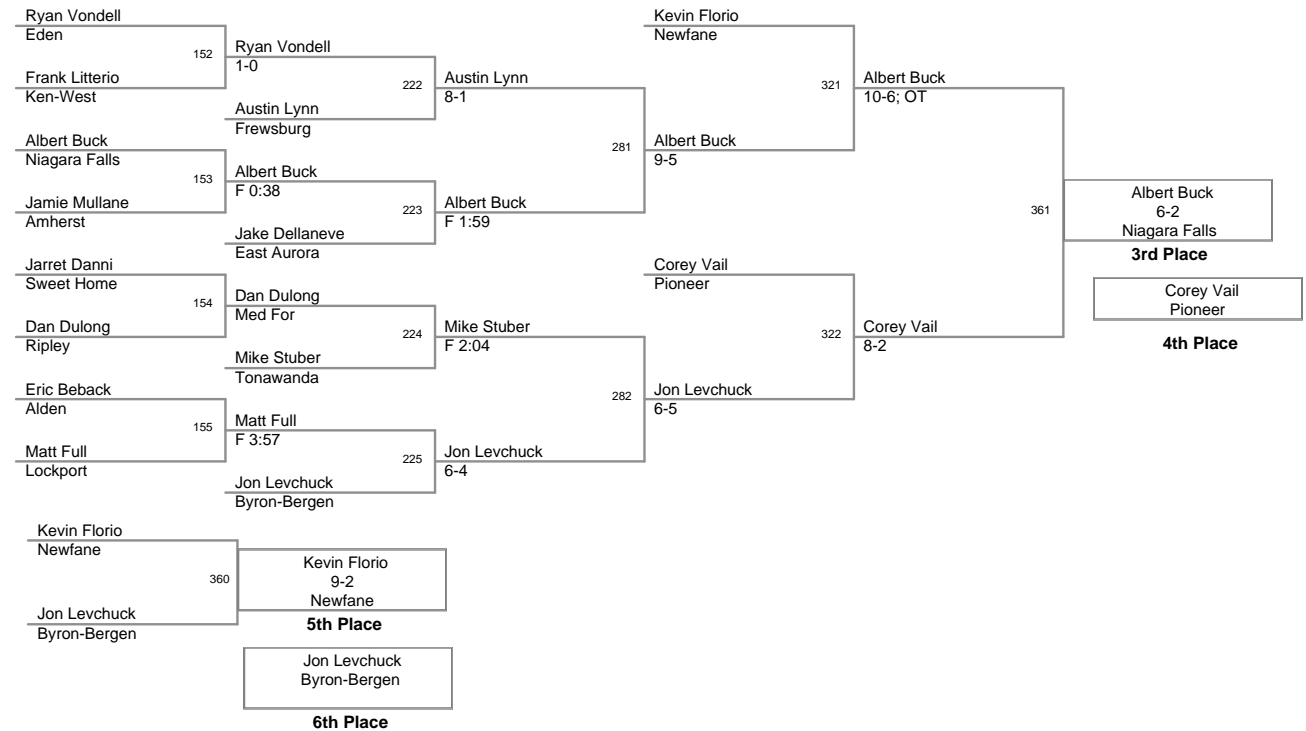 Ryan Vondell
Eden
152
Frank Litterio
Ken-West
Albert Buck
Niagara Falls
153
Jamie Mullane
Amherst
Jarret Danni
Sweet Home
154
Dan Dulong
Ripley
Eric Beback
Alden
155
Matt Full
Lockport
Ryan Vondell
1-0
222
Austin Lynn
Frewsburg
Albert Buck
F 0:38
223
Jake Dellaneve
East Aurora
Dan Dulong
Med For
224
Mike Stuber
Tonawanda
Matt Full
F 3:57
225
Jon Levchuck
Byron-Bergen
Austin Lynn
8-1
281
Albert Buck
F 1:59
Mike Stuber
F 2:04
282
Jon Levchuck
6-4
Kevin Florio
Newfane
321
Albert Buck
9-5
Corey Vail
Pioneer
322
Jon Levchuck
6-5
Albert Buck
10-6; OT
361
Corey Vail
8-2
Albert Buck
6-2
Niagara Falls
3rd Place
Corey Vail
Pioneer
4th Place
Kevin Florio
Newfane
360
Jon Levchuck
Byron-Bergen
Kevin Florio
9-2
Newfane
5th Place
Jon Levchuck
Byron-Bergen
6th Place